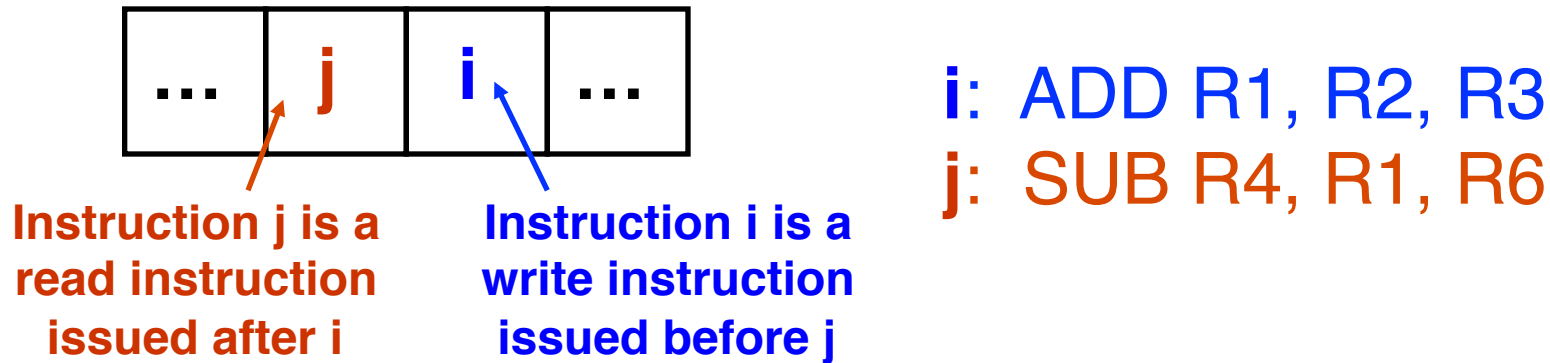 ... j i ...
Instruction j is a
read instruction
issued after i
Instruction i is a
write instruction
issued before j
i: ADD R1, R2, R3
j: SUB R4, R1, R6